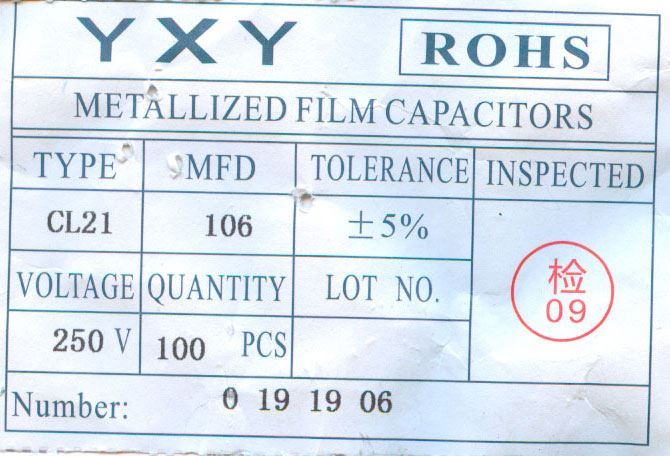 YXY ROHS
METALLIZED FILM CAPACITORS
TYPE MFD TOLERANCE INSPECTED
CL21 106 ±5%
检
09
VOLTAGE QUANTITY LOT NO.
250 V 100 PCS
Number: 0 19 19 06